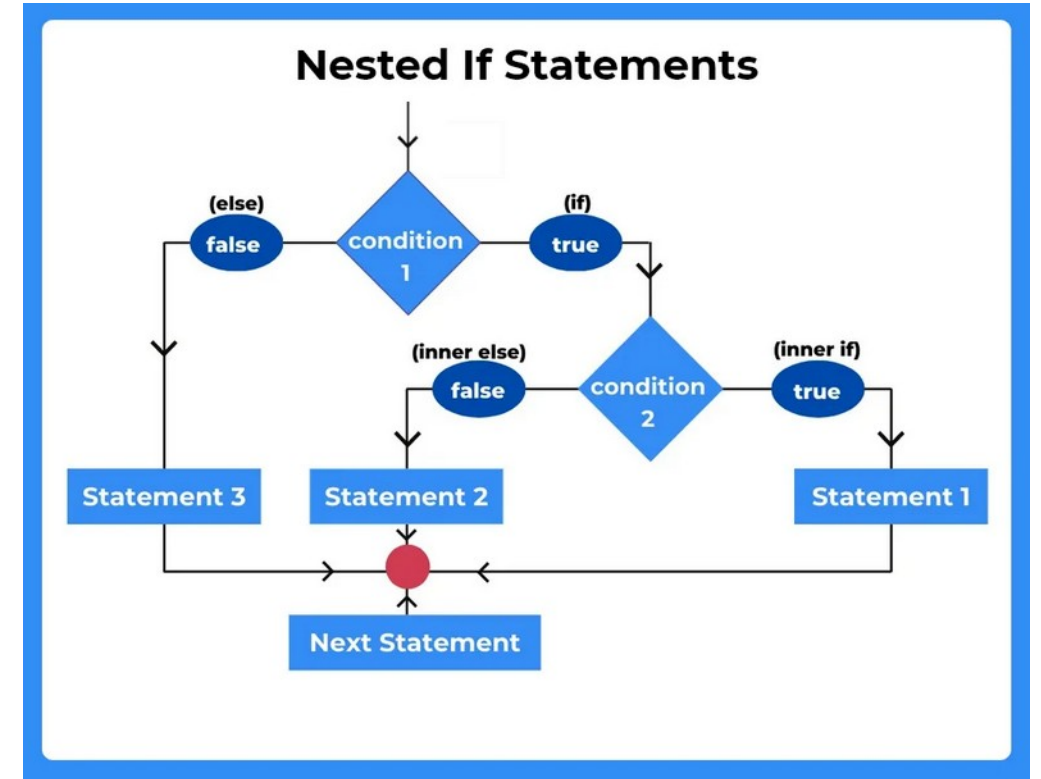 Nested If Statements
(else)
false
condition
1
(if)
true
(inner else)
false
condition
2
(inner if)
true
Statement 3
Statement 2
Statement 1
Next Statement